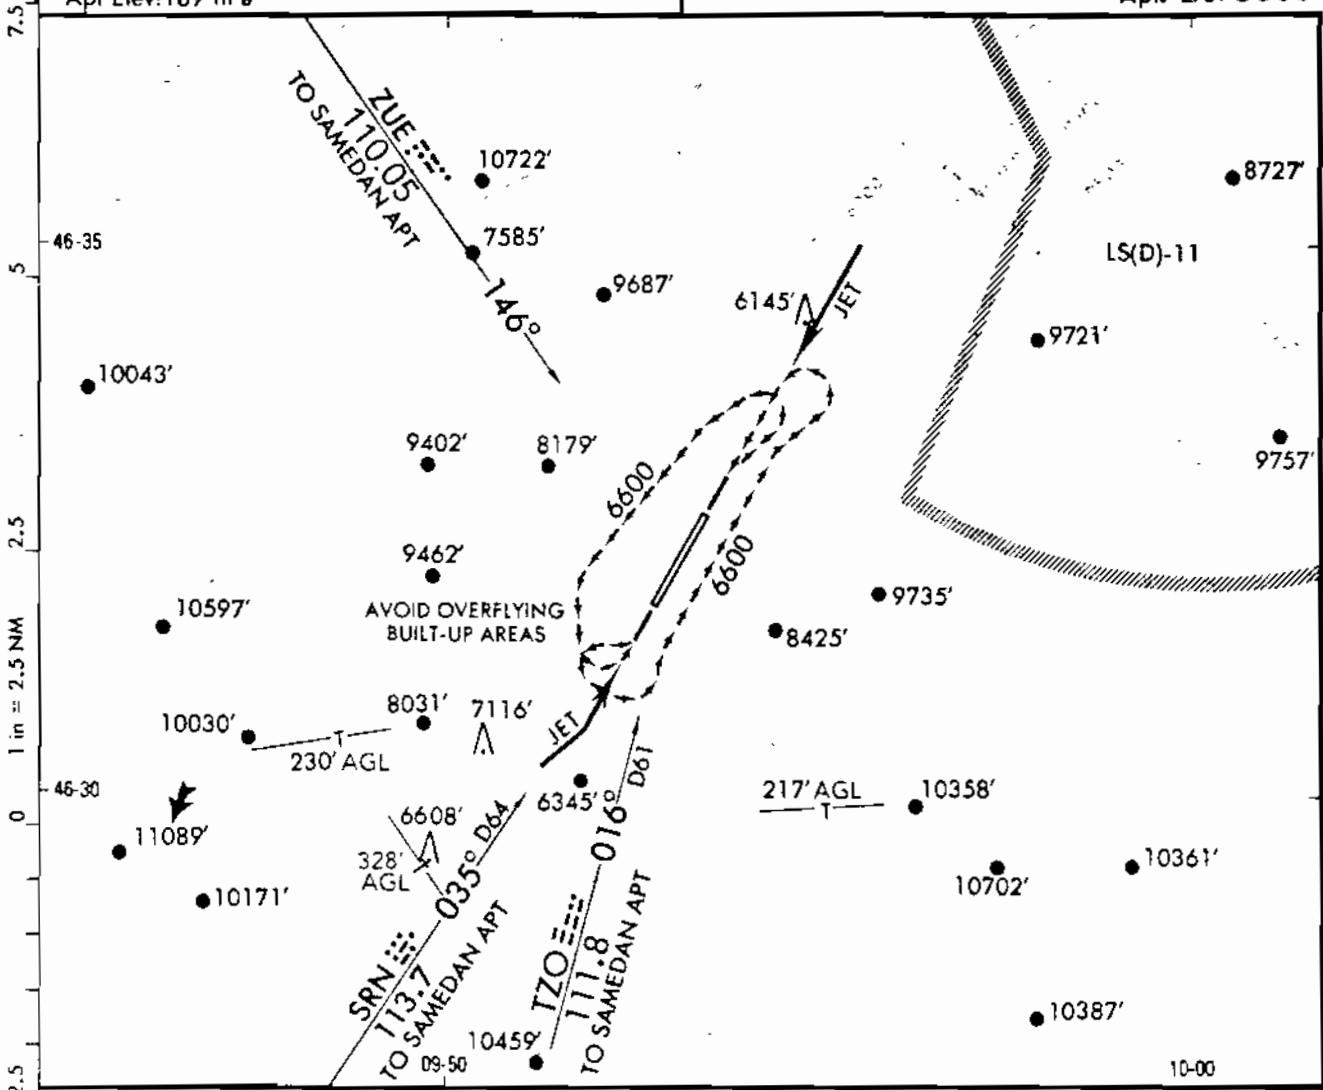 7.5
ZUE
110.05
TO SAMEDAN APT
146°
10722'
7585'
9687'
8727'
46-35
5
LS(D)-11
6145'
JET
9721'
10043'
9402'
8179'
6600
9757'
2.5
9462'
6600
9735'
10597'
AVOID OVERFLYING
BUILT-UP AREAS
8425'
1 in = 2.5 NM
10030'
8031'
7116'
JET
230' AGL
D61
46-30
6345'
016°
217' AGL
10358'
0
11089'
6608'
D64
328'
AGL
035°
10361'
10702'
10171'
SRN
113.7
TO SAMEDAN APT
TZO
111.8
TO SAMEDAN APT
10387'
10459'
09-50
10-00
2.5